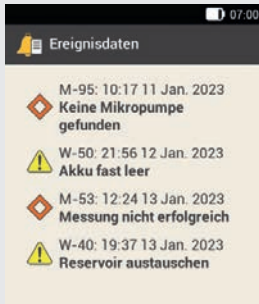 07:00
Ereignisdaten
M-95: 10:17 11 Jan. 2023
Keine Mikropumpe
gefunden
W-50: 21:56 12 Jan. 2023
Akku fast leer
M-53: 12:24 13 Jan. 2023
Messung nicht erfolgreich
W-40: 19:37 13 Jan. 2023
Reservoir austauschen